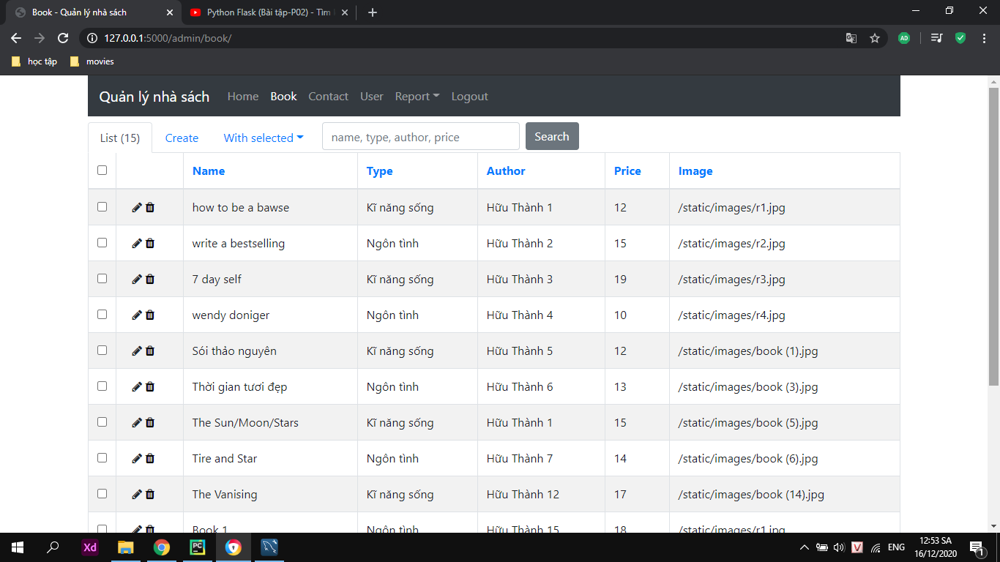 Book - Quản lý nhà sách
Python Flask (Bài tập-P02) - Tìm
127.0.0.1:5000/admin/book/
AD
học tập movies
Quản lý nhà sách Home Book Contact User Report Logout
List (15) Create With selected name, type, author, price Search
Name Type Author Price Image
how to be a bawse Kĩ năng sống Hữu Thành 1 12 /static/images/r1.jpg
write a bestselling Ngôn tình Hữu Thành 2 15 /static/images/r2.jpg
7 day self Kĩ năng sống Hữu Thành 3 19 /static/images/r3.jpg
wendy doniger Ngôn tình Hữu Thành 4 10 /static/images/r4.jpg
Sói thảo nguyên Kĩ năng sống Hữu Thành 5 12 /static/images/book (1).jpg
Thời gian tươi đẹp Ngôn tình Hữu Thành 6 13 /static/images/book (3).jpg
The Sun/Moon/Stars Kĩ năng sống Hữu Thành 1 15 /static/images/book (5).jpg
Tire and Star Ngôn tình Hữu Thành 7 14 /static/images/book (6).jpg
The Vanising Kĩ năng sống Hữu Thành 12 17 /static/images/book (14).jpg
Book 1 Ngôn tình Hữu Thành 15 18 /static/images/r1.jpg
Xd PC V ENG 12:53 SA
16/12/2020 1